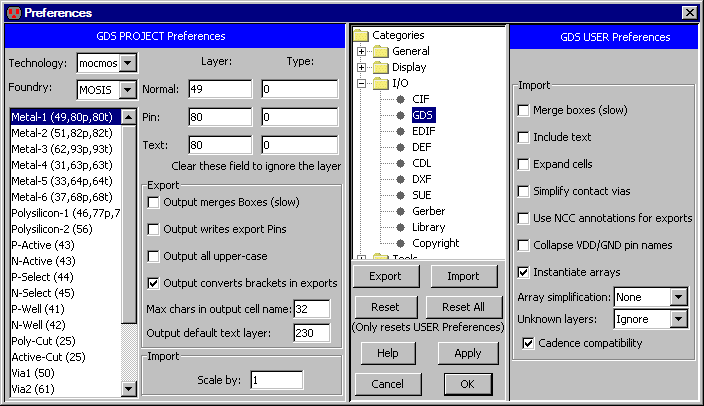 Preferences
GDS PROJECT Preferences
Technology: mocmos
Foundry: MOSIS
Metal-1 (49,80p,80t)
Metal-2 (51,82p,82t)
Metal-3 (62,93p,93t)
Metal-4 (31,63p,63t)
Metal-5 (33,64p,64t)
Metal-6 (37,68p,68t)
Polysilicon-1 (46,77p,7
Polysilicon-2 (56)
P-Active (43)
N-Active (43)
P-Select (44)
N-Select (45)
P-Well (41)
N-Well (42)
Poly-Cut (25)
Active-Cut (25)
Via1 (50)
Via2 (61)
Layer: Type:
Normal: 49 0
Pin: 80 0
Text: 80 0
Clear these field to ignore the layer
Export
Output merges Boxes (slow)
Output writes export Pins
Output all upper-case
Output converts brackets in exports
Max chars in output cell name: 32
Output default text layer: 230
Import
Scale by: 1
Categories
General
Display
I/O
CIF
GDS
EDIF
DEF
CDL
DXF
SUE
Gerber
Library
Copyright
Tools
Export Import
Reset Reset All
(Only resets USER Preferences)
Help Apply
Cancel OK
GDS USER Preferences
Import
Merge boxes (slow)
Include text
Expand cells
Simplify contact vias
Use NCC annotations for exports
Collapse VDD/GND pin names
Instantiate arrays
Array simplification: None
Unknown layers: Ignore
Cadence compatibility